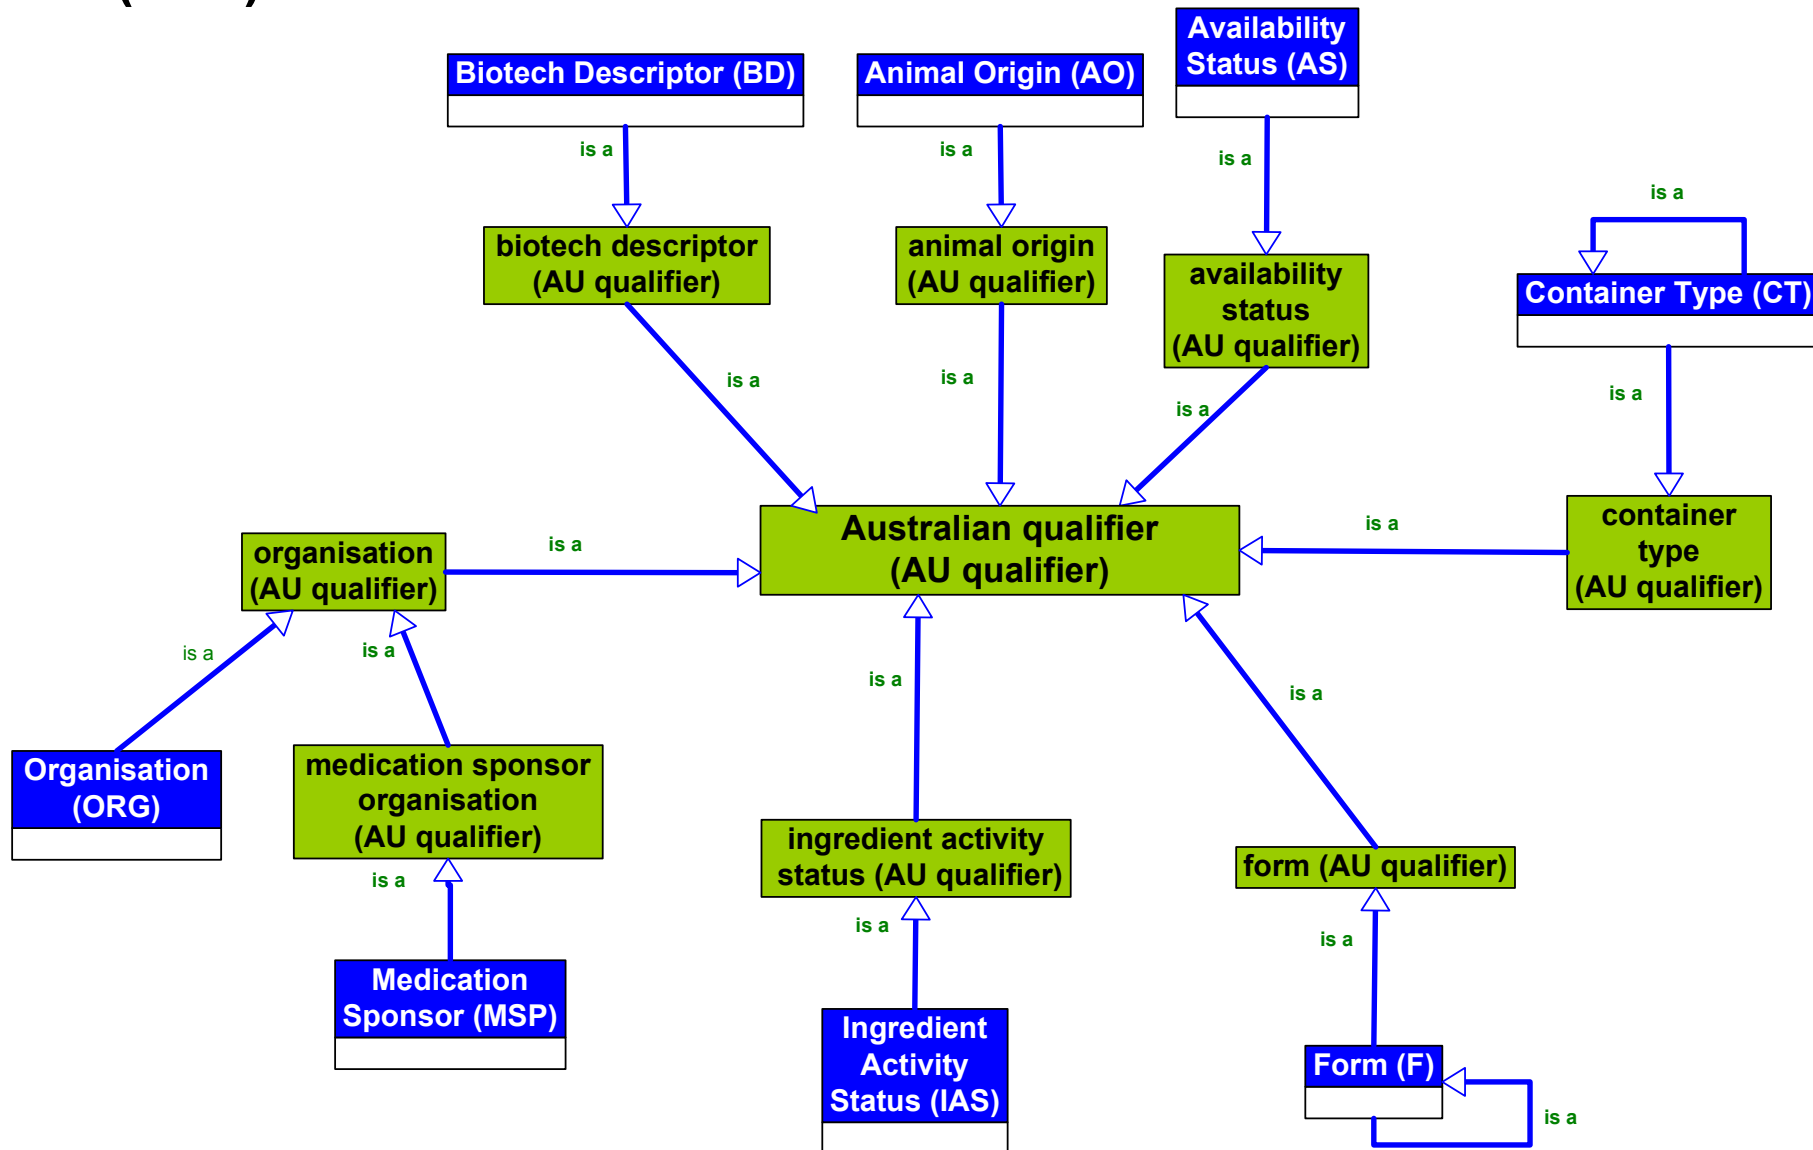 Availability
Status (AS)
Biotech Descriptor (BD)
Animal Origin (AO)
is a
is a
is a
is a
biotech descriptor
(AU qualifier)
animal origin
(AU qualifier)
availability
status
(AU qualifier)
Container Type (CT)
is a
is a
is a
is a
Australian qualifier
(AU qualifier)
container
type
(AU qualifier)
is a
organisation
(AU qualifier)
is a
is a
is a
is a
is a
Organisation
(ORG)
medication sponsor
organisation
(AU qualifier)
ingredient activity
status (AU qualifier)
form (AU qualifier)
is a
is a
is a
Medication
Sponsor (MSP)
Ingredient
Activity
Status (IAS)
Form (F)
is a